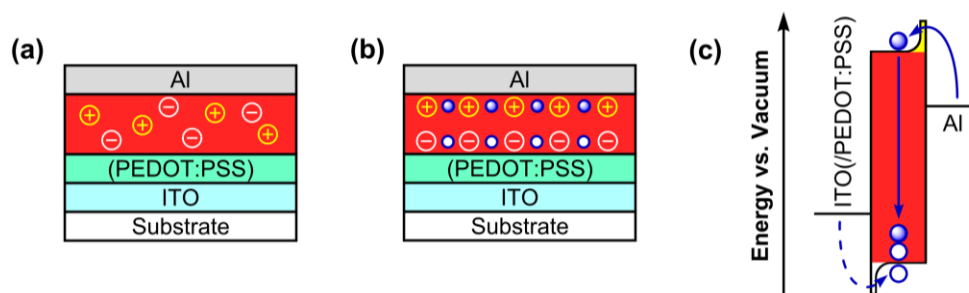 (a)
Al
(PEDOT:PSS)
ITO
Substrate
(b)
Al
(PEDOT:PSS)
ITO
Substrate
(c)
Energy vs. Vacuum
ITO(/PEDOT:PSS)
Al